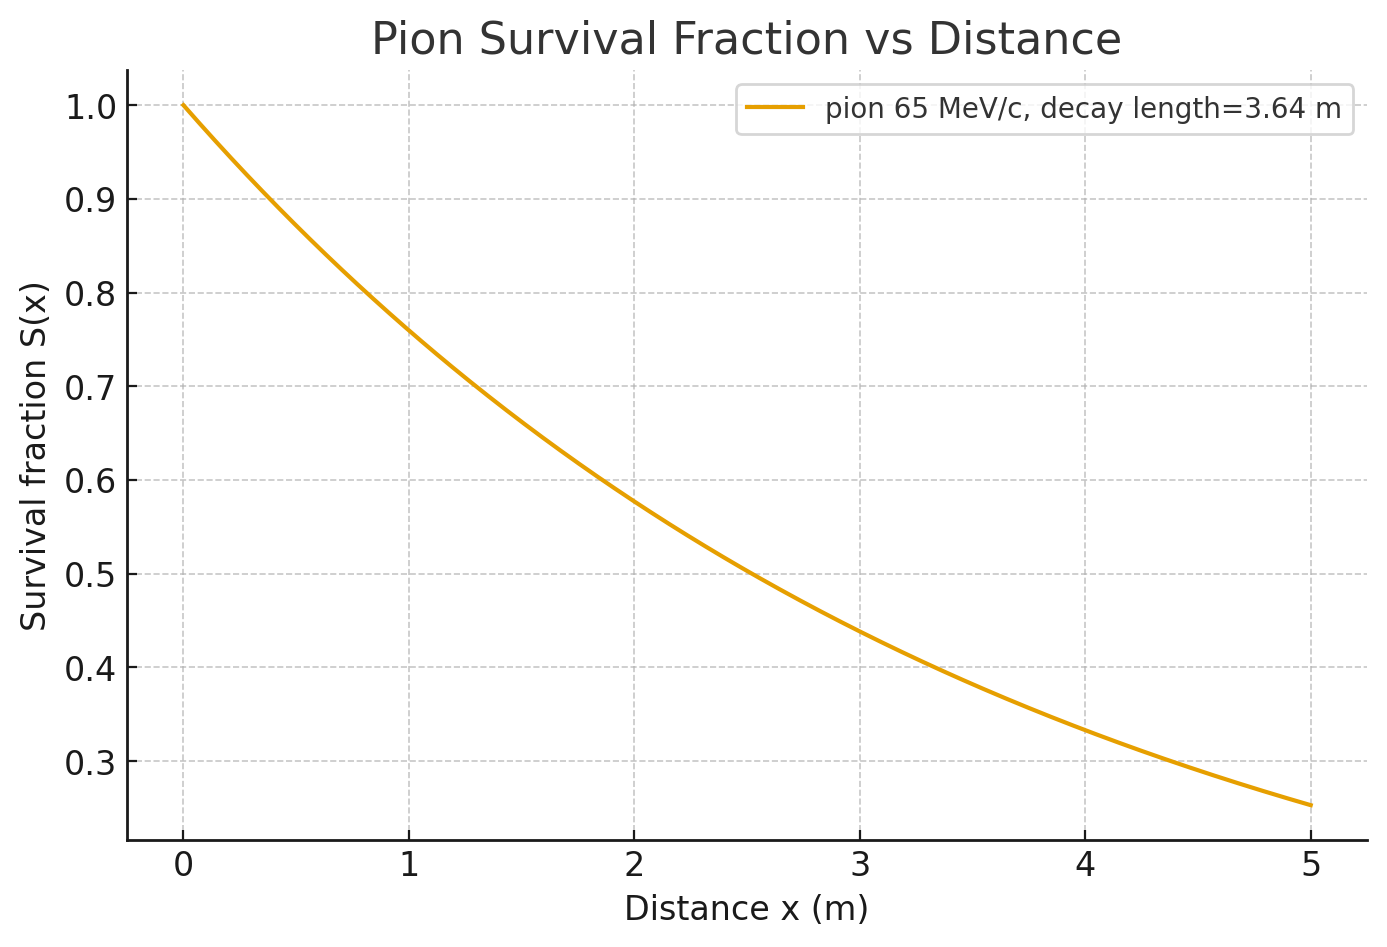 Pion Survival Fraction vs Distance
pion 65 MeV/c, decay length=3.64 m
1.0
0.9
0.8
0.7
0.6
0.5
0.4
0.3
Survival fraction S(x)
0 1 2 3 4 5
Distance x (m)